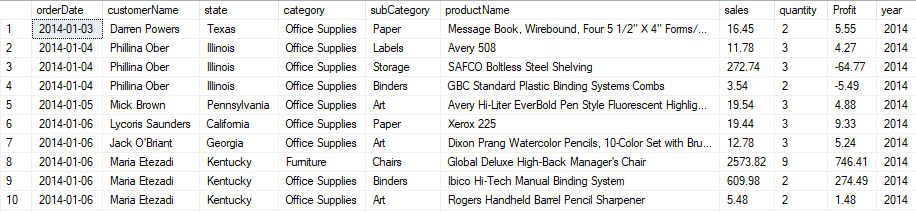 orderDate customerName state category subCategory productName sales quantity Profit year
1 2014-01-03 Darren Powers Texas Office Supplies Paper Message Book, Wirebound, Four 5 1/2" X 4" Forms/... 16.45 2 5.55 2014
2 2014-01-04 Phillina Ober Illinois Office Supplies Labels Avery 508 11.78 3 4.27 2014
3 2014-01-04 Phillina Ober Illinois Office Supplies Storage SAFCO Boltless Steel Shelving 272.74 3 -64.77 2014
4 2014-01-04 Phillina Ober Illinois Office Supplies Binders GBC Standard Plastic Binding Systems Combs 3.54 2 -5.49 2014
5 2014-01-05 Mick Brown Pennsylvania Office Supplies Art Avery Hi-Liter EverBold Pen Style Fluorescent Highlig... 19.54 3 4.88 2014
6 2014-01-06 Lycoris Saunders California Office Supplies Paper Xerox 225 19.44 3 9.33 2014
7 2014-01-06 Jack O'Briant Georgia Office Supplies Art Dixon Prang Watercolor Pencils, 10-Color Set with Bru... 12.78 3 5.24 2014
8 2014-01-06 Maria Etezadi Kentucky Furniture Chairs Global Deluxe High-Back Manager's Chair 2573.82 9 746.41 2014
9 2014-01-06 Maria Etezadi Kentucky Office Supplies Binders Ibico Hi-Tech Manual Binding System 609.98 2 274.49 2014
10 2014-01-06 Maria Etezadi Kentucky Office Supplies Art Rogers Handheld Barrel Pencil Sharpener 5.48 2 1.48 2014